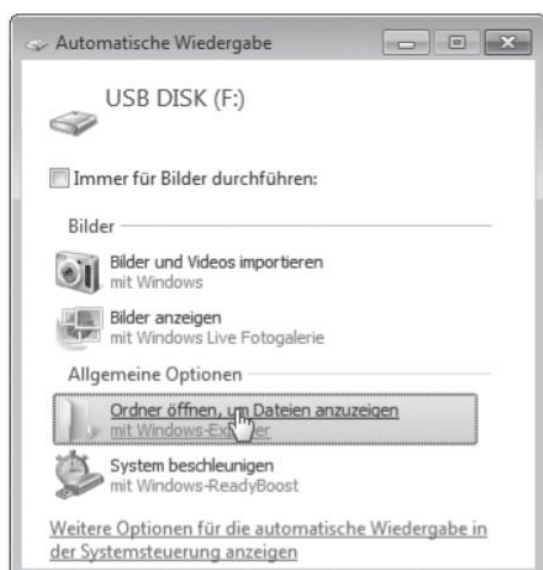 Automatische Wiedergabe
USB DISK (F:)
Immer für Bilder durchführen:
Bilder
Bilder und Videos importieren
mit Windows
Bilder anzeigen
mit Windows Live Fotogalerie
Allgemeine Optionen
Ordner öffnen, um Dateien anzuzeigen
mit Windows-Explorer
System beschleunigen
mit Windows-ReadyBoost
Weitere Optionen für die automatische Wiedergabe in
der Systemsteuerung anzeigen